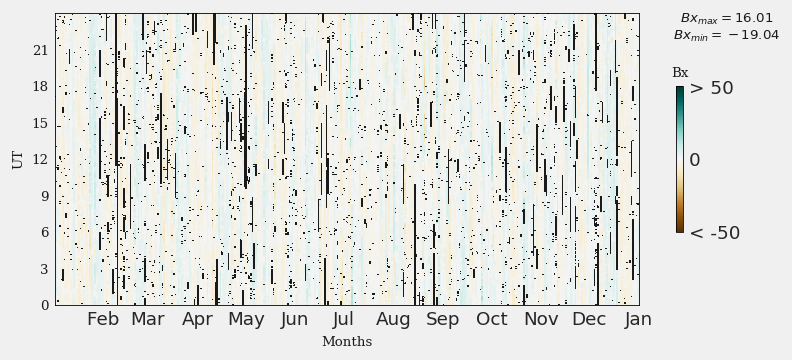 Bx_max = 16.01
Bx_min = −19.04
Bx
> 50
0
< -50
UT
21
18
15
12
9
6
3
0
Feb Mar Apr May Jun Jul Aug Sep Oct Nov Dec Jan
Months